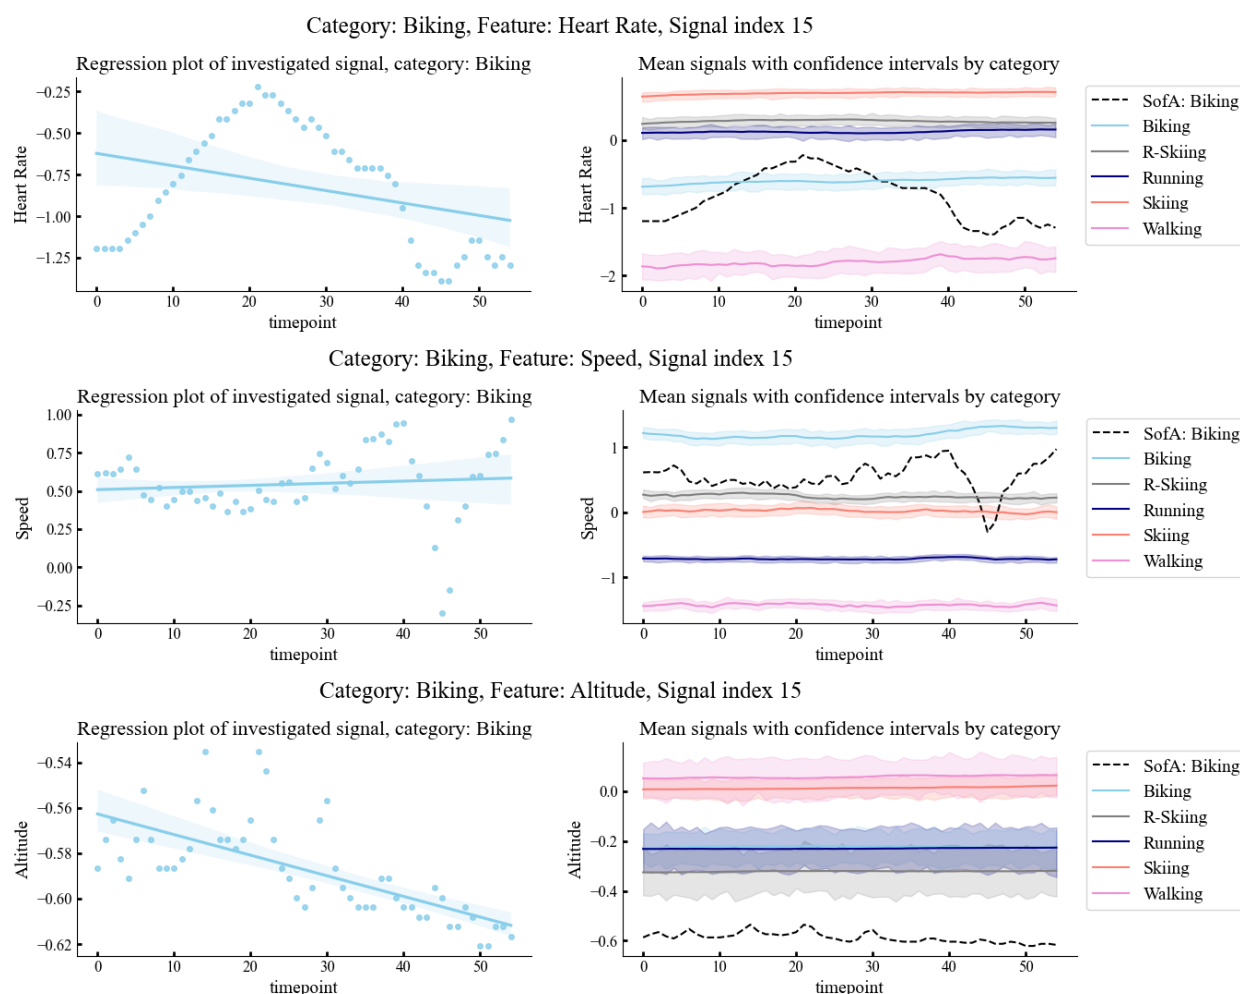 Category: Biking, Feature: Heart Rate, Signal index 15
Regression plot of investigated signal, category: Biking
Heart Rate
−0.25
−0.50
−0.75
−1.00
−1.25
0 10 20 30 40 50
timepoint
Mean signals with confidence intervals by category
Heart Rate
0
−1
−2
0 10 20 30 40 50
timepoint
SofA: Biking
Biking
R-Skiing
Running
Skiing
Walking
Category: Biking, Feature: Speed, Signal index 15
Regression plot of investigated signal, category: Biking
Speed
1.00
0.75
0.50
0.25
0.00
−0.25
0 10 20 30 40 50
timepoint
Mean signals with confidence intervals by category
Speed
1
0
−1
0 10 20 30 40 50
timepoint
SofA: Biking
Biking
R-Skiing
Running
Skiing
Walking
Category: Biking, Feature: Altitude, Signal index 15
Regression plot of investigated signal, category: Biking
Altitude
−0.54
−0.56
−0.58
−0.60
−0.62
0 10 20 30 40 50
timepoint
Mean signals with confidence intervals by category
Altitude
0.0
−0.2
−0.4
−0.6
0 10 20 30 40 50
timepoint
SofA: Biking
Biking
R-Skiing
Running
Skiing
Walking